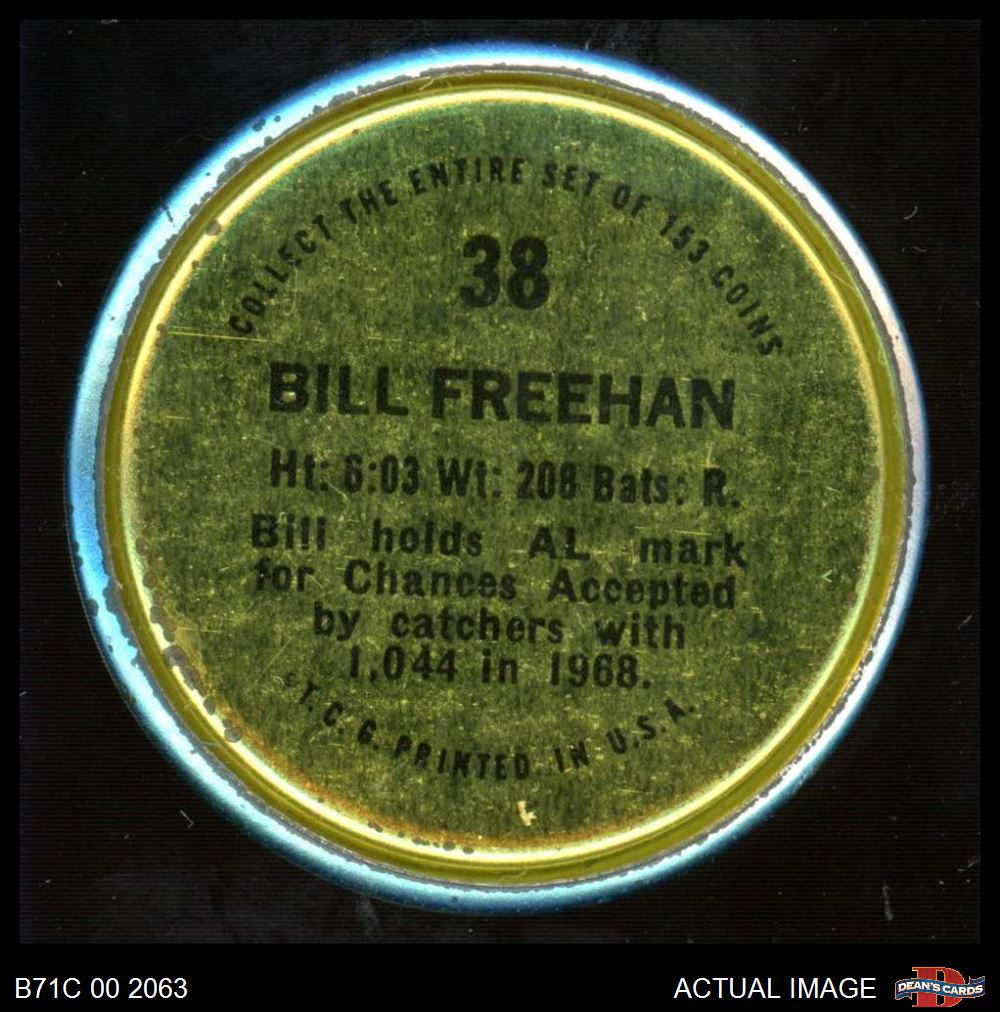 COLLECT THE ENTIRE SET OF 153 COINS
38
BILL FREEHAN
Ht: 6:03 Wt: 208 Bats: R.
Bill holds AL mark
for Chances Accepted
by catchers with
1,044 in 1968.
©T.C.G. PRINTED IN U.S.A.
B71C 00 2063
ACTUAL IMAGE
D
DEAN'S CARDS